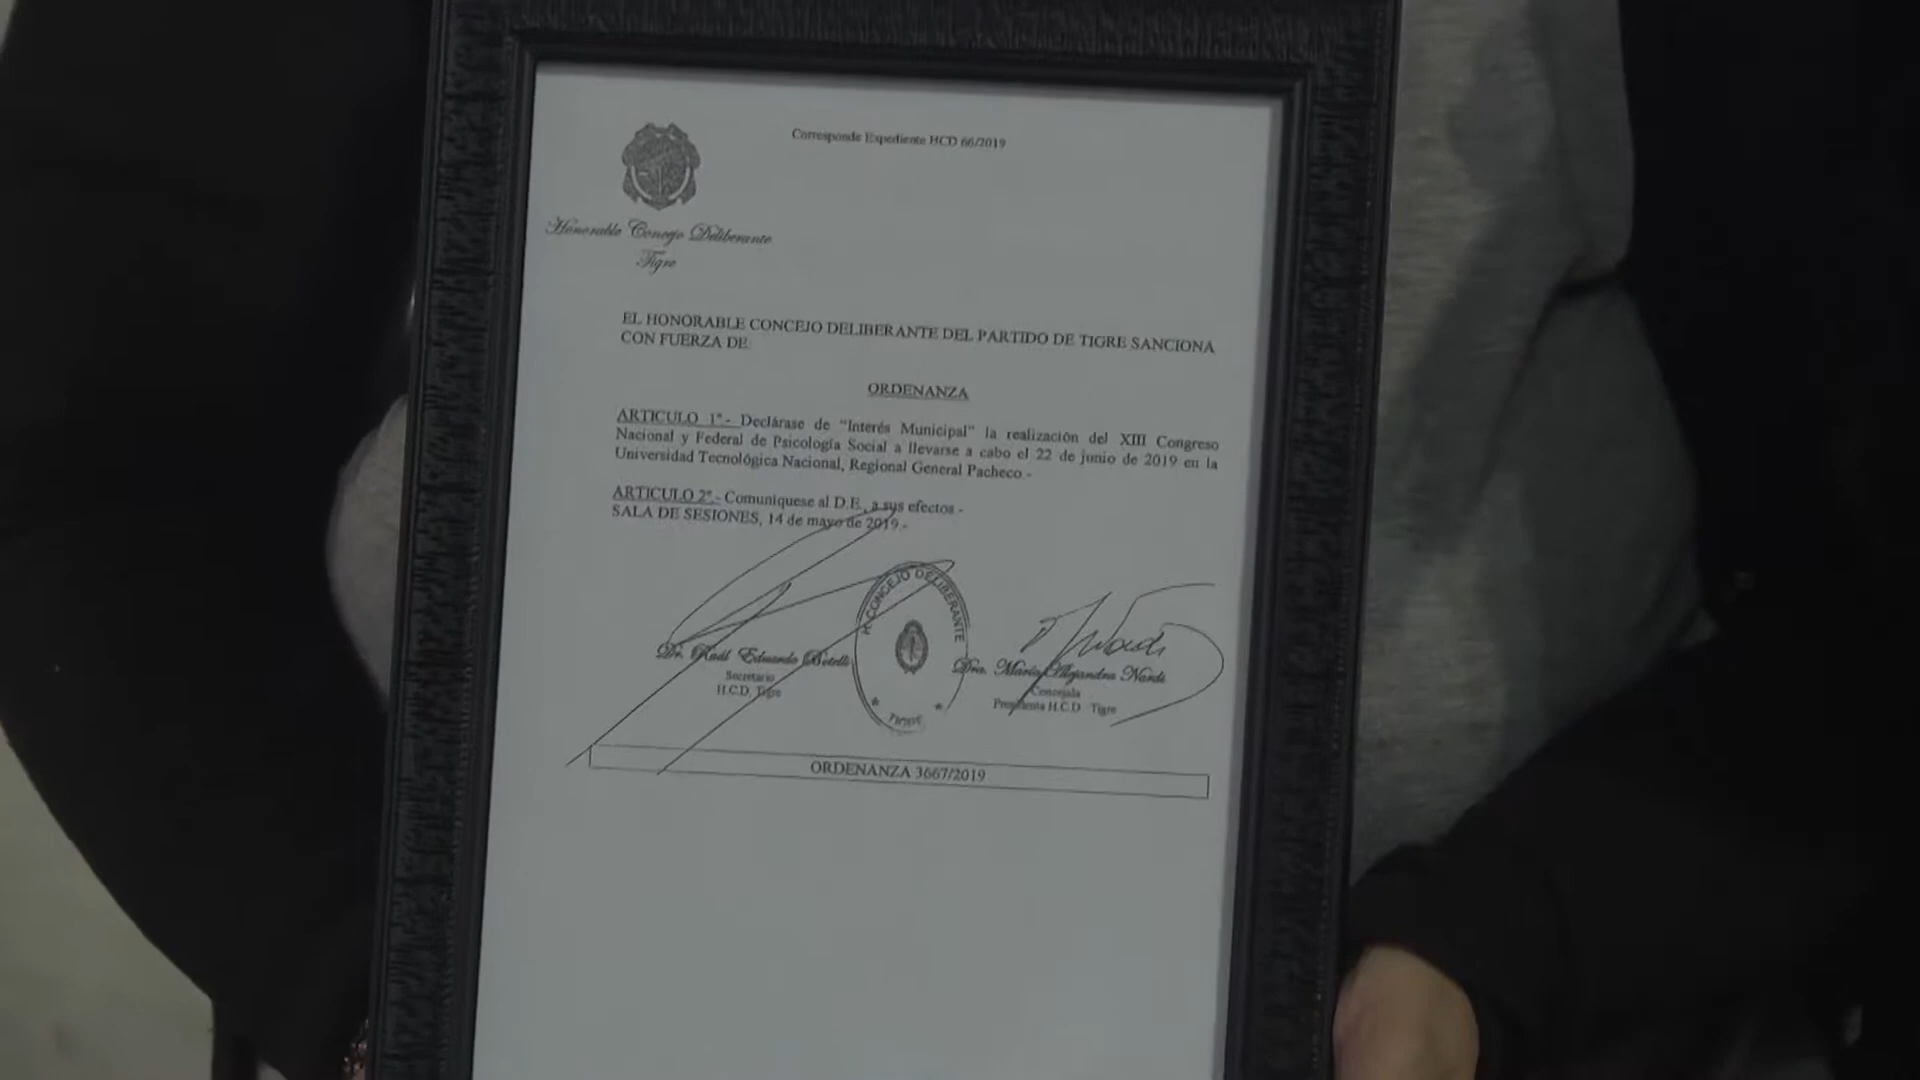 Corresponde Expediente HCD 66/2019
Honorable Concejo Deliberante
Tigre
EL HONORABLE CONCEJO DELIBERANTE DEL PARTIDO DE TIGRE SANCIONA
CON FUERZA DE
ORDENANZA
ARTICULO 1º.- Declárase de "Interés Municipal" la realización del XIII Congreso
Nacional y Federal de Psicología Social a llevarse a cabo el 22 de junio de 2019 en la
Universidad Tecnológica Nacional, Regional General Pacheco.-
ARTICULO 2º.- Comuníquese al D.E., a sus efectos.-
SALA DE SESIONES, 14 de mayo de 2019.-
H. CONCEJO DELIBERANTE
TIGRE
Dr. Raúl Eduardo Botelli
Secretario
H.C.D. Tigre
Dra. María Alejandra Nardi
Concejala
Presidenta H.C.D. Tigre
ORDENANZA 3667/2019